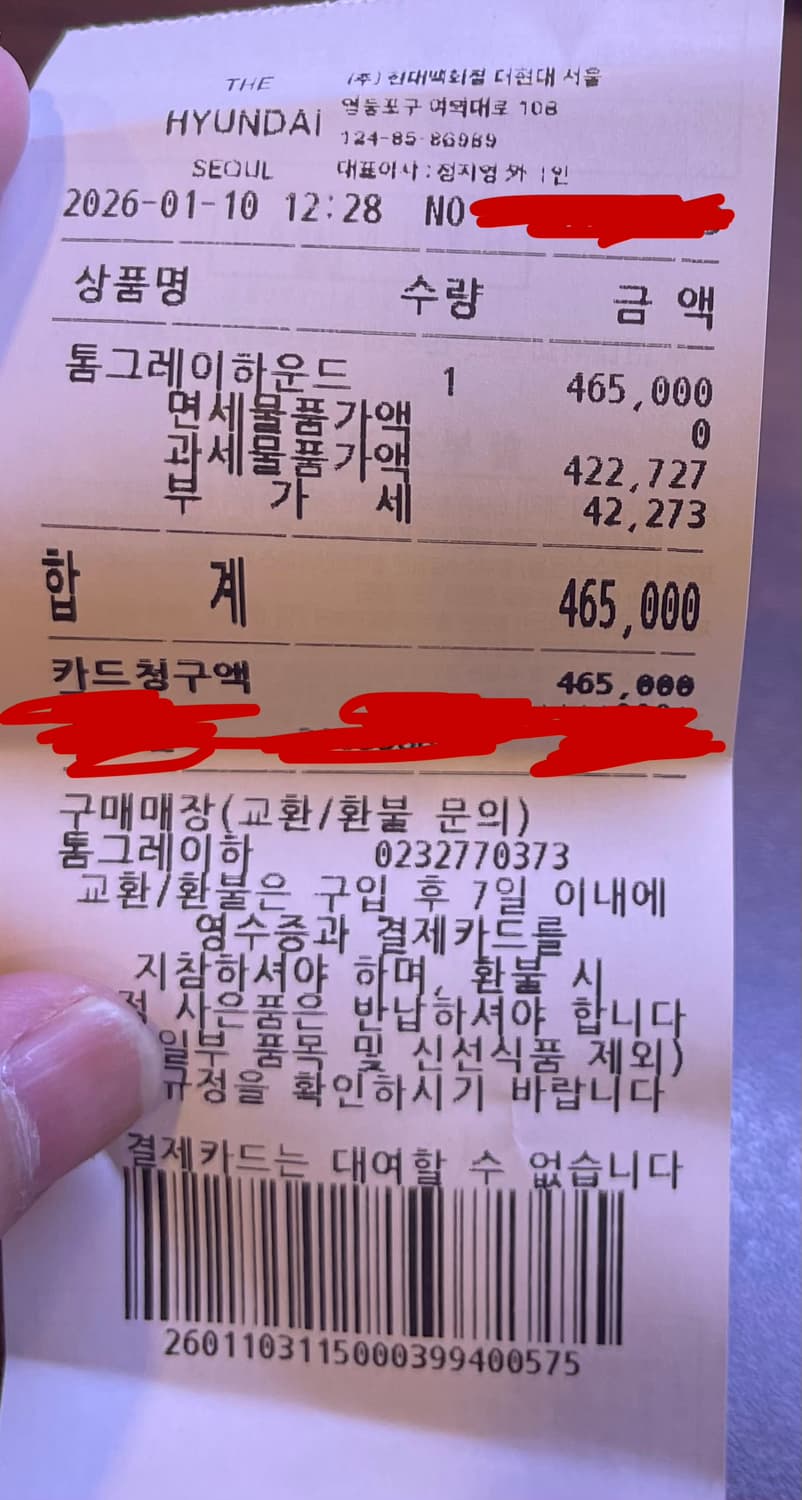 THE
HYUNDAI
SEOUL
(주) 현대백화점 더현대 서울
영등포구 여의대로 108
124-85-86989
대표이사:정지영 外 1인
2026-01-10 12:28 NO
상품명 수량 금 액
톰그레이하운드 1 465,000
면세물품가액 0
과세물품가액 422,727
부 가 세 42,273
합 계 465,000
카드청구액 465,000
구매매장(교환/환불 문의)
톰그레이하 0232770373
교환/환불은 구입 후 7일 이내에
영수증과 결제카드를
지참하셔야 하며, 환불 시
사은품은 반납하셔야 합니다
일부 품목 및 신선식품 제외)
규정을 확인하시기 바랍니다
결제카드는 대여할 수 없습니다
2601103115000399400575